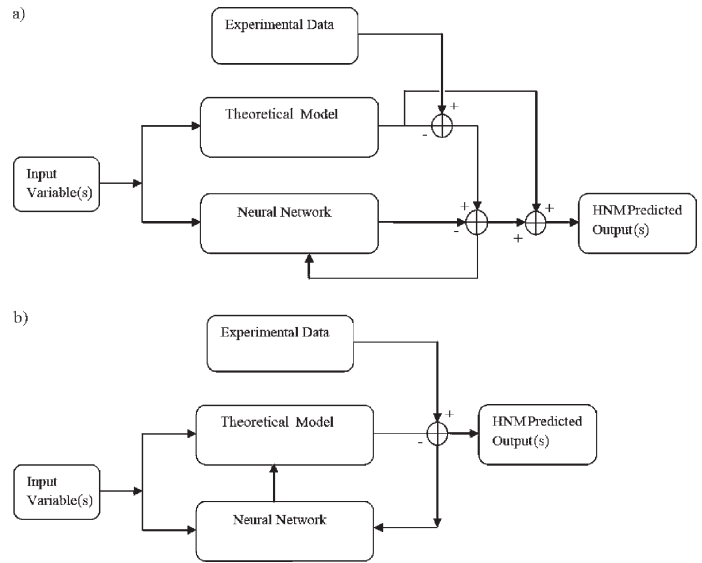 a)
Experimental Data
+
Theoretical Model
-
Input
Variable(s)
Neural Network
+
-
+
+
HNM Predicted
Output(s)
b)
Experimental Data
+
Theoretical Model
-
HNM Predicted
Output(s)
Input
Variable(s)
Neural Network